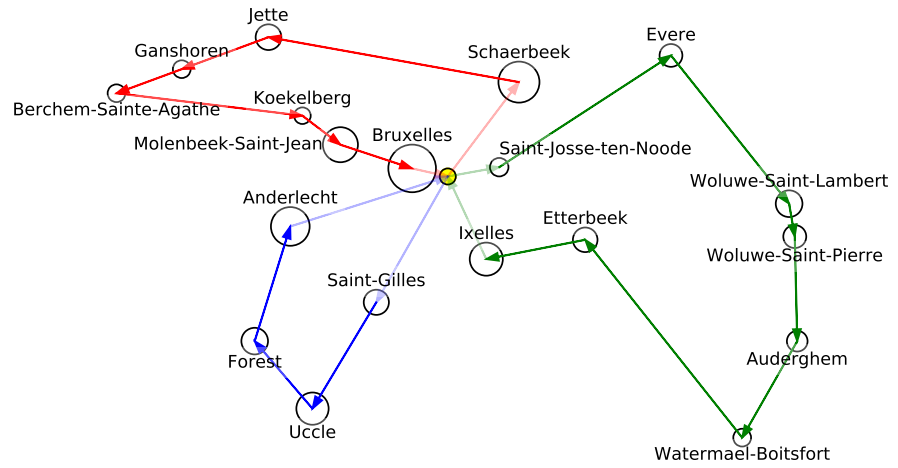 Jette
Evere
Ganshoren
Schaerbeek
Berchem-Sainte-Agathe
Koekelberg
Molenbeek-Saint-Jean
Bruxelles
Saint-Josse-ten-Noode
Woluwe-Saint-Lambert
Anderlecht
Etterbeek
Ixelles
Woluwe-Saint-Pierre
Saint-Gilles
Forest
Auderghem
Uccle
Watermael-Boitsfort